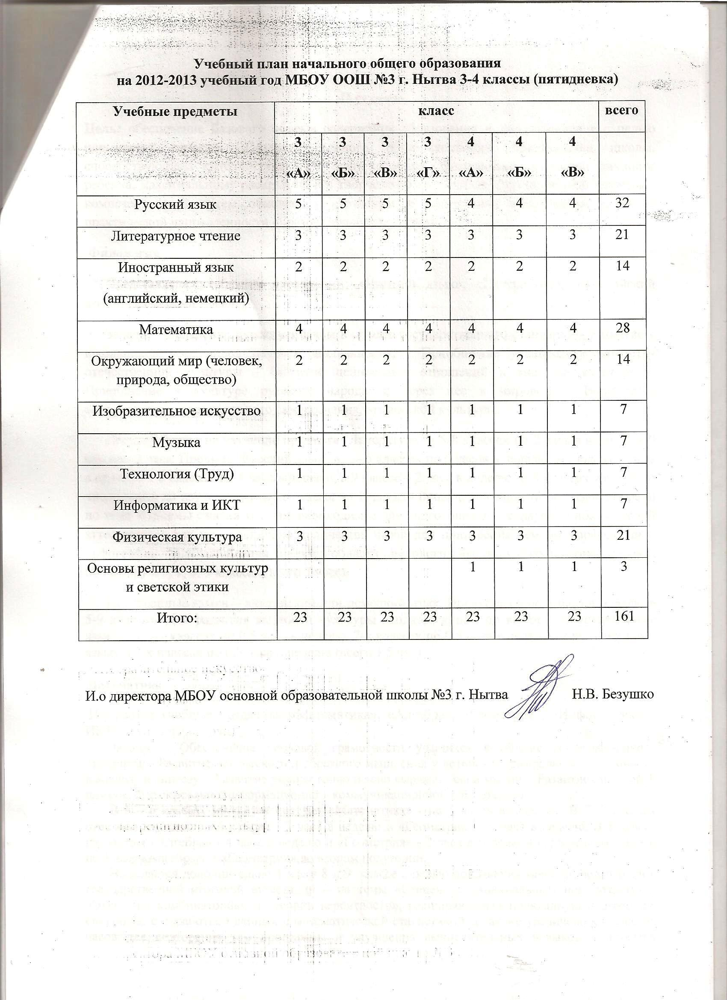 Учебный план начального общего образования
на 2012-2013 учебный год МБОУ ООШ №3 г. Нытва 3-4 классы (пятидневка)
Учебные предметы класс всего
3 3 3 3 4 4 4
«А» «Б» «В» «Г» «А» «Б» «В»
Русский язык 5 5 5 5 4 4 4 32
Литературное чтение 3 3 3 3 3 3 3 21
Иностранный язык 2 2 2 2 2 2 2 14
(английский, немецкий)
Математика 4 4 4 4 4 4 4 28
Окружающий мир (человек, 2 2 2 2 2 2 2 14
природа, общество)
Изобразительное искусство 1 1 1 1 1 1 1 7
Музыка 1 1 1 1 1 1 1 7
Технология (Труд) 1 1 1 1 1 1 1 7
Информатика и ИКТ 1 1 1 1 1 1 1 7
Физическая культура 3 3 3 3 3 3 3 21
Основы религиозных культур 1 1 1 3
и светской этики
Итого: 23 23 23 23 23 23 23 161
И.о директора МБОУ основной образовательной школы №3 г. Нытва Н.В. Безушко